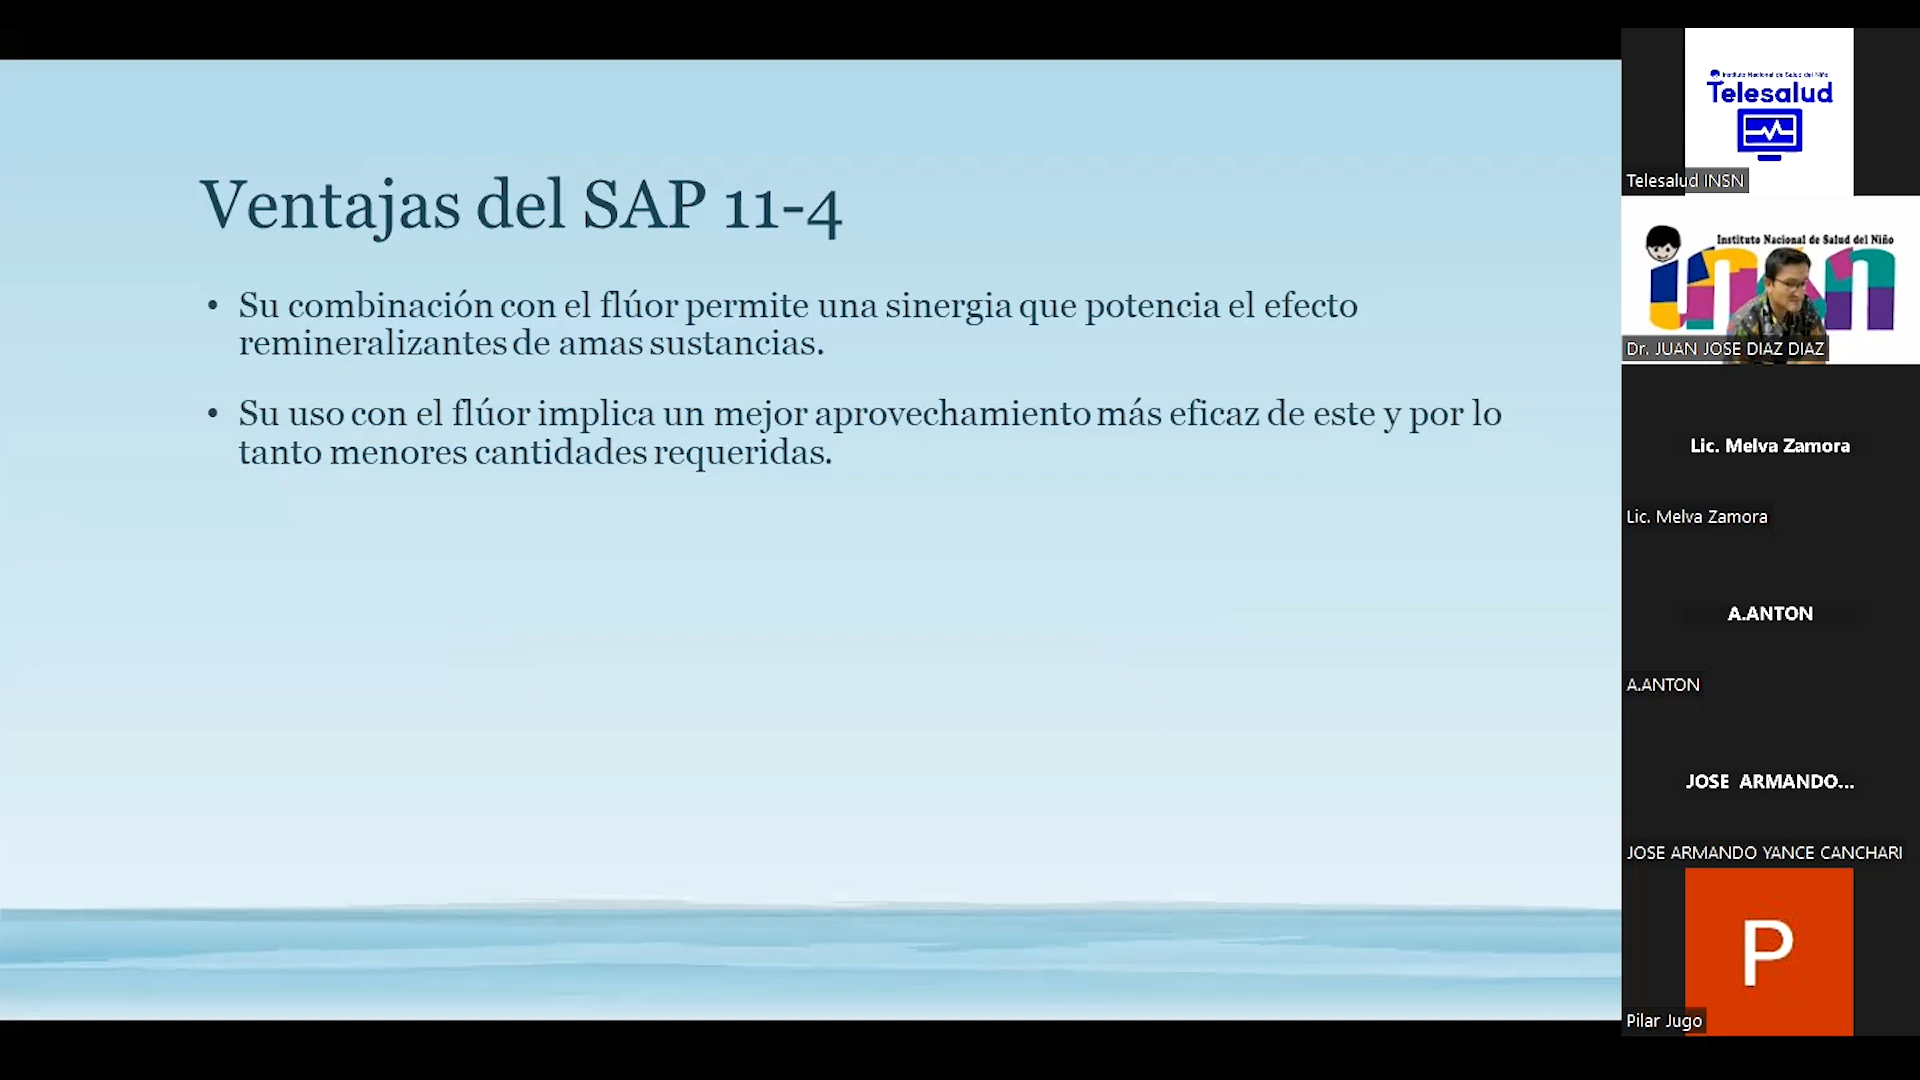 Ventajas del SAP 11-4
• Su combinación con el flúor permite una sinergia que potencia el efecto
remineralizantes de amas sustancias.
• Su uso con el flúor implica un mejor aprovechamiento más eficaz de este y por lo
tanto menores cantidades requeridas.
Instituto Nacional de Salud del Niño
Telesalud
Telesalud INSN
Instituto Nacional de Salud del Niño
insn
Dr. JUAN JOSE DIAZ DIAZ
Lic. Melva Zamora
Lic. Melva Zamora
A.ANTON
A.ANTON
JOSE ARMANDO...
JOSE ARMANDO YANCE CANCHARI
P
Pilar Jugo